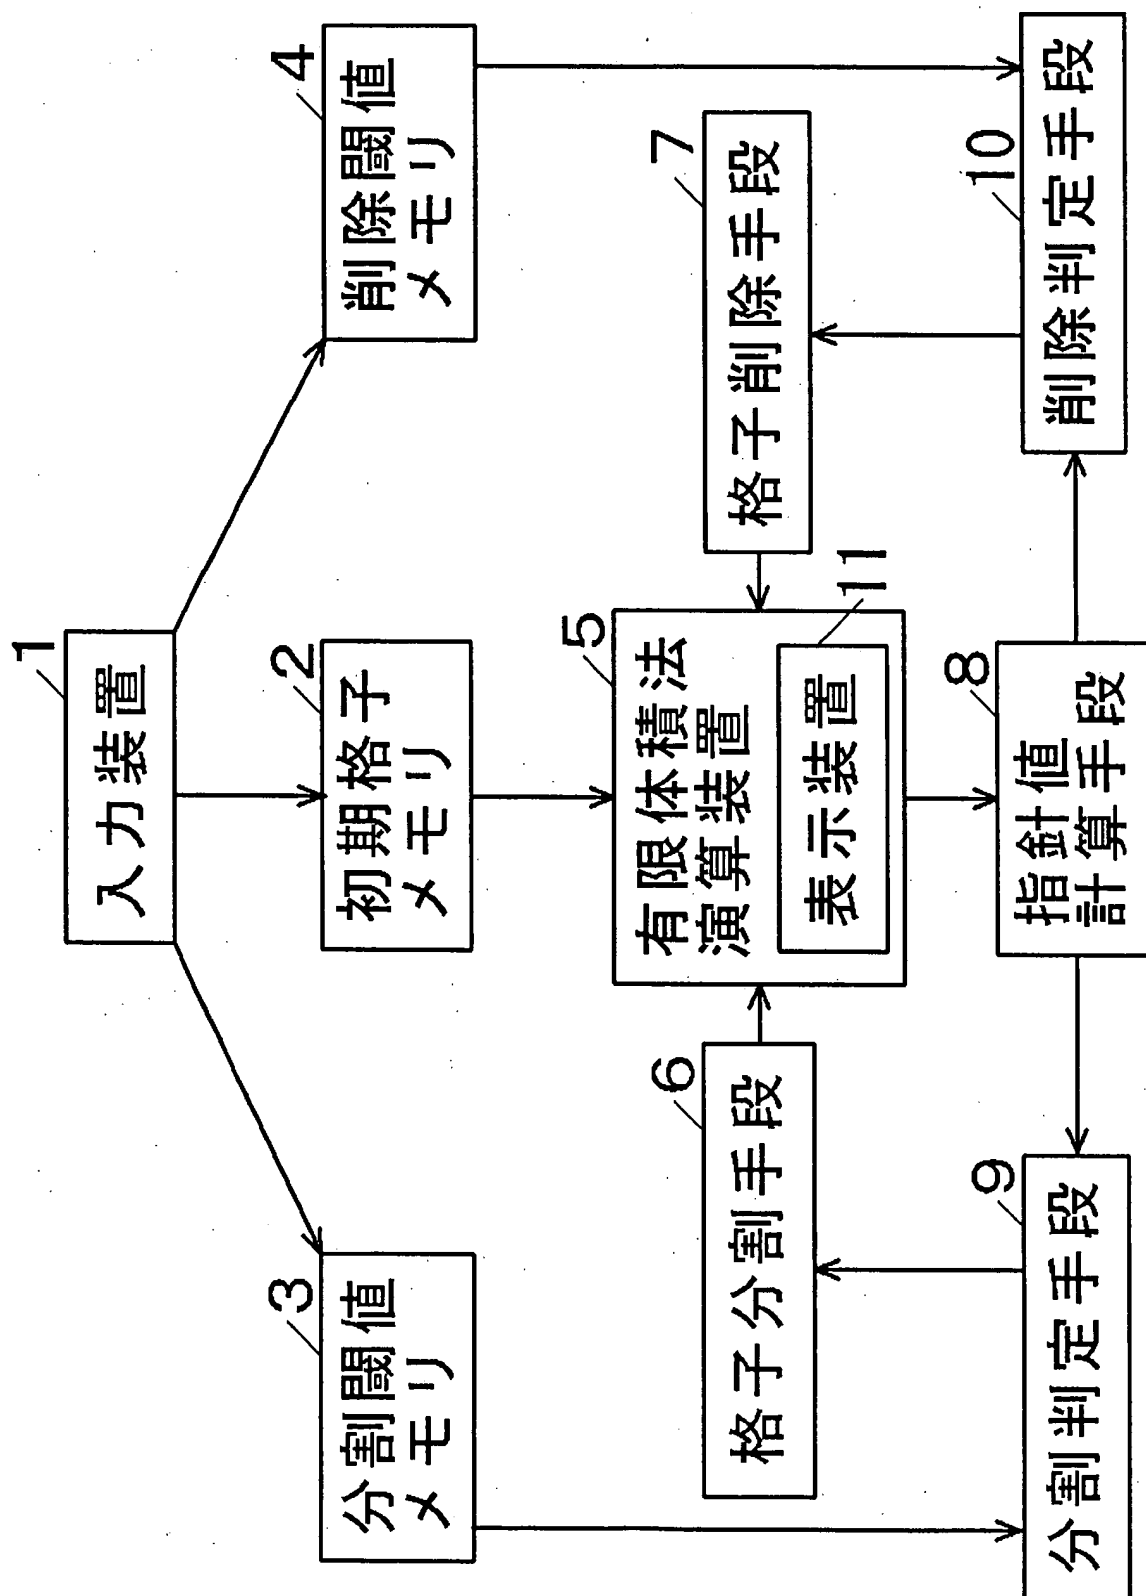 1
入力装置
3
分割閾値
メモリ
2
初期格子
メモリ
4
削除閾値
メモリ
6
格子分割手段
5
有限体積法
演算装置
11
表示装置
7
格子削除手段
9
分割判定手段
8
指針値
計算手段
10
削除判定手段